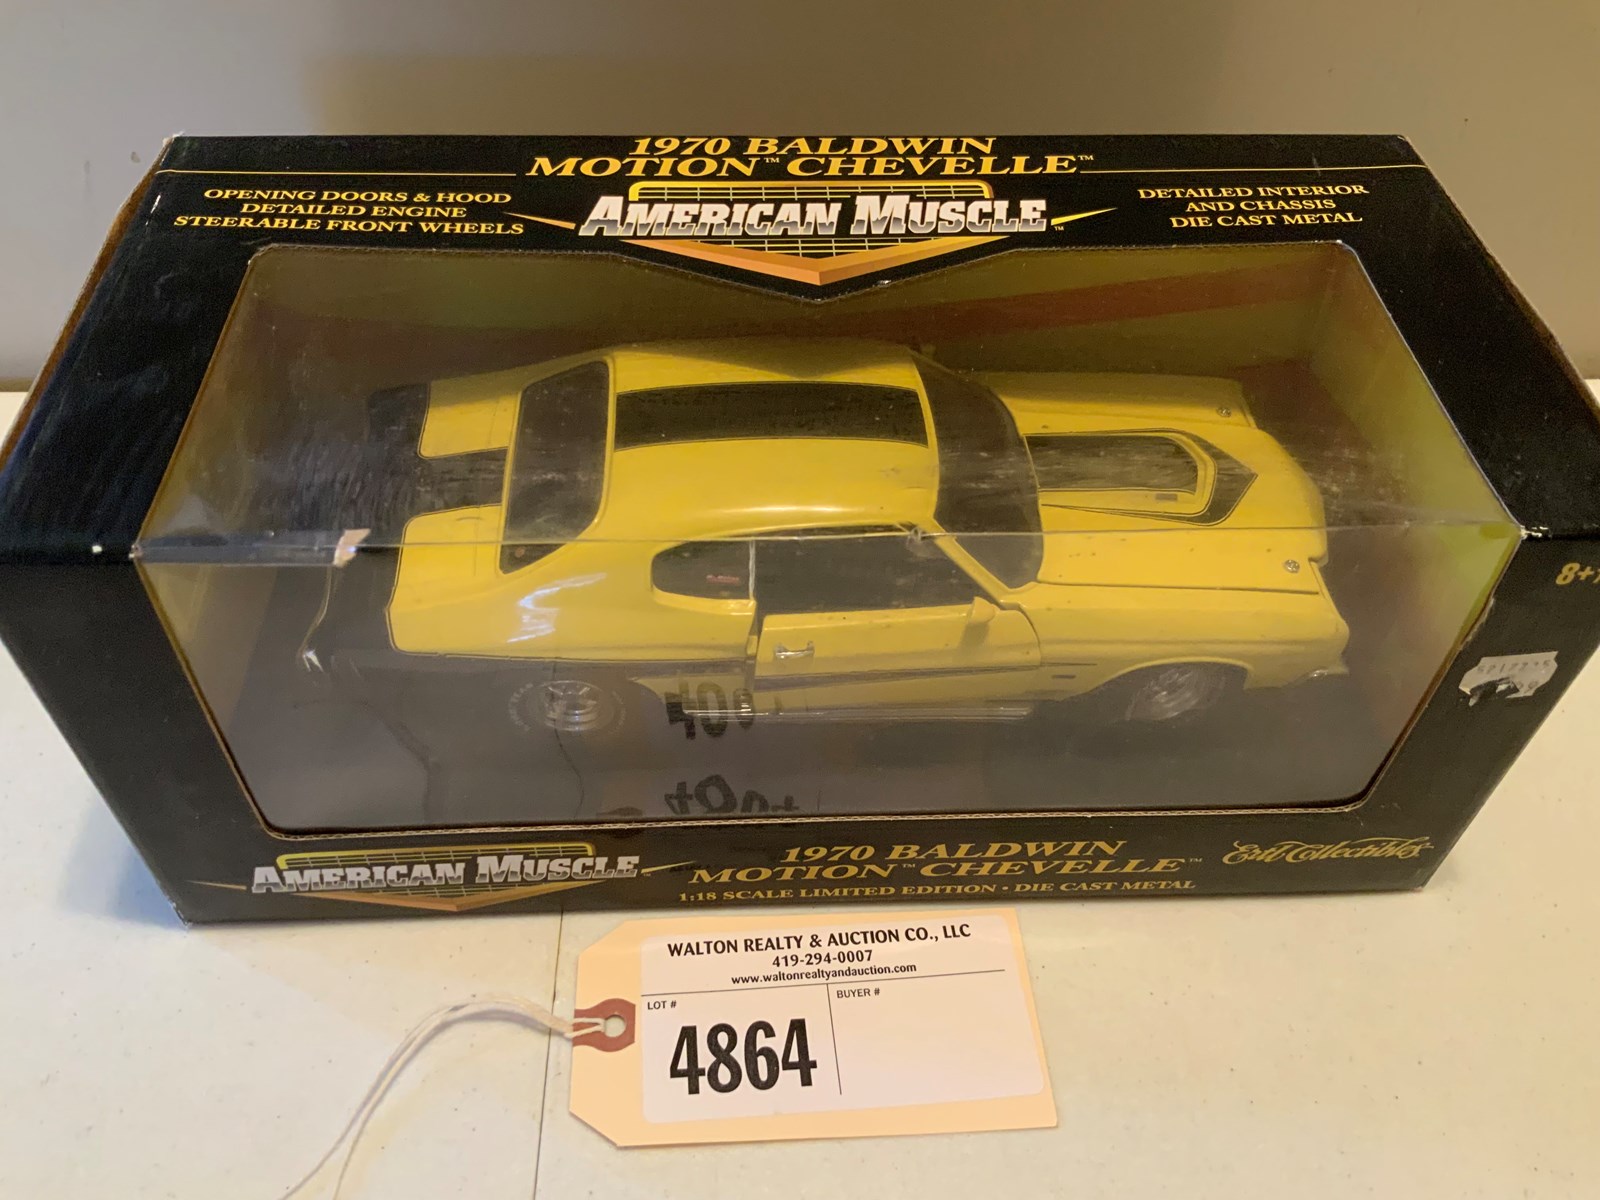 1970 BALDWIN
MOTION™ CHEVELLE™
OPENING DOORS & HOOD
DETAILED ENGINE
STEERABLE FRONT WHEELS
AMERICAN MUSCLE™
DETAILED INTERIOR
AND CHASSIS
DIE CAST METAL
8+
400
AMERICAN MUSCLE
1970 BALDWIN
MOTION™ CHEVELLE™
1:18 SCALE LIMITED EDITION • DIE CAST METAL
Ertl Collectibles
WALTON REALTY & AUCTION CO., LLC
419-294-0007
www.waltonrealtyandauction.com
LOT #
4864
BUYER #